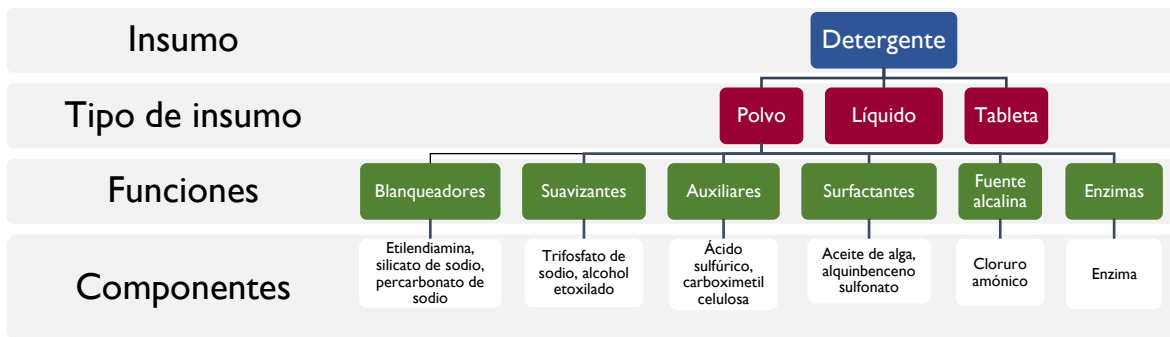 Insumo
Detergente
Tipo de insumo
Polvo
Líquido
Tableta
Funciones
Blanqueadores
Suavizantes
Auxiliares
Surfactantes
Fuente
alcalina
Enzimas
Componentes
Etilendiamina,
silicato de sodio,
percarbonato de
sodio
Trifosfato de
sodio, alcohol
etoxilado
Ácido
sulfúrico,
carboximetil
celulosa
Aceite de alga,
alquinbenceno
sulfonato
Cloruro
amónico
Enzima